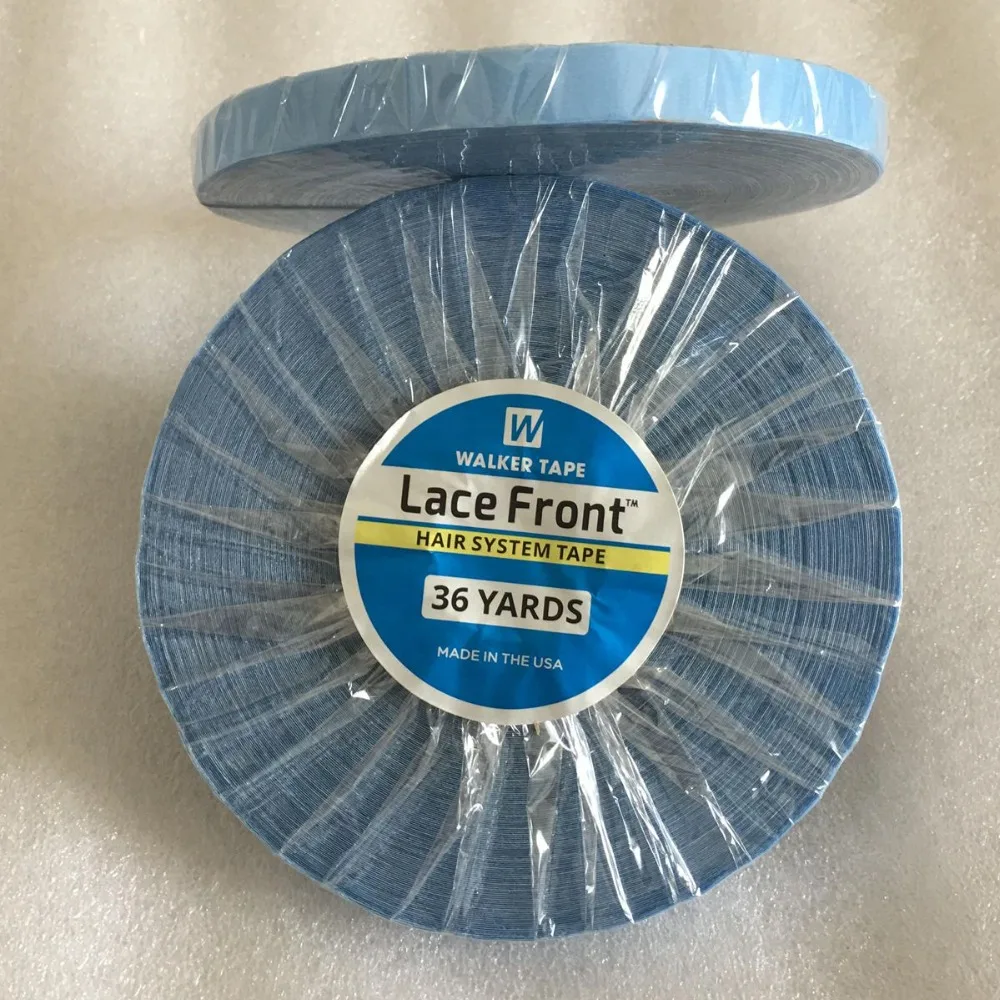 W
WALKER TAPE
Lace Front™
HAIR SYSTEM TAPE
36 YARDS
MADE IN THE USA